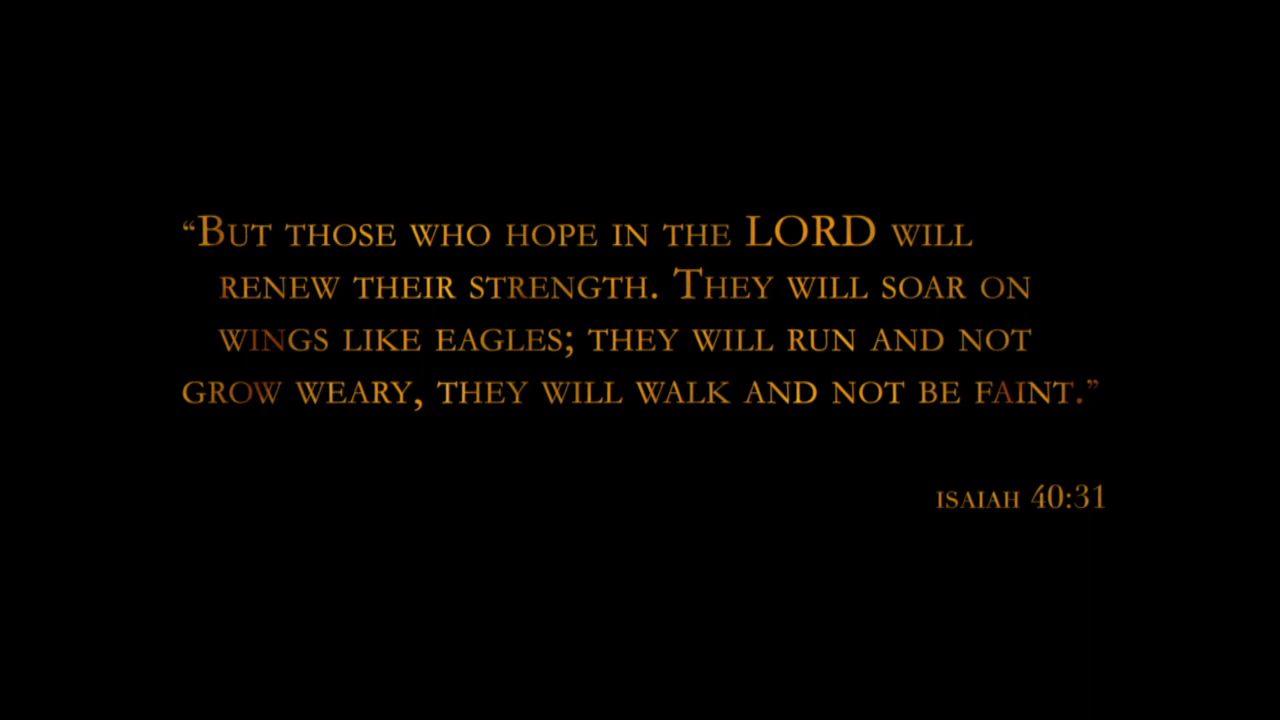 “But those who hope in the LORD will
renew their strength. They will soar on
wings like eagles; they will run and not
grow weary, they will walk and not be faint.”
Isaiah 40:31